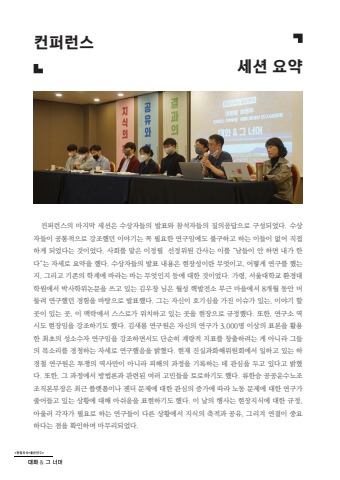 컨퍼런스
세션 요약
지식의
공유와
결과의
대화 & 그 너머
컨퍼런스의 마지막 세션은 수상자들의 발표와 참석자들의 질의응답으로 구성되었다. 수상
자들이 공통적으로 강조했던 이야기는 꼭 필요한 연구임에도 불구하고 하는 이들이 없어 직접
하게 되었다는 것이었다. 사회를 맡은 이정필 선정위원 간사는 이를 “남들이 안 하면 내가 한
다”는 자세로 요약을 했다. 수상자들의 발표 내용은 현장성이란 무엇이고, 어떻게 연구를 했는
지, 그리고 기존의 학계에 바라는 바는 무엇인지 등에 대한 것이었다. 가령, 서울대학교 환경대
학원에서 박사학위논문을 쓰고 있는 김우창 님은 월성 핵발전소 부근 마을에서 8개월 동안 머
물러 연구했던 경험을 바탕으로 발표했다. 그는 자신이 호기심을 가진 이슈가 있는, 이야기 할
곳이 있는 곳, 이 맥락에서 스스로가 위치하고 있는 곳을 현장으로 규정했다. 또한, 연구소 역
시도 현장임을 강조하기도 했다. 김새롬 연구원은 자신의 연구가 3,000명 이상의 표본을 활용
한 최초의 성소수자 연구임을 강조하면서도 단순히 계량적 지표를 창출하려는 게 아니라 그들
의 목소리를 경청하는 자세로 연구했음을 밝혔다. 현재 진실과화해위원회에서 일하고 있는 하
정철 연구원은 투쟁의 역사만이 아니라 피해의 과정을 기록하는 데 관심을 두고 있다고 밝혔
다. 또한, 그 과정에서 방법론과 관련된 여러 고민들을 토로하기도 했다. 류한승 공공운수노조
조직본부장은 최근 플랫폼이나 젠더 문제에 대한 관심의 증가에 따라 노동 문제에 대한 연구가
줄어들고 있는 상황에 대해 아쉬움을 표현하기도 했다. 이 날의 행사는 현장지식에 대한 규정,
아울러 각자가 필요로 하는 연구들이 다른 상황에서 지식의 축적과 공유, 그리고 연결이 중요
하다는 점을 확인하며 마무리되었다.
대화 & 그 너머